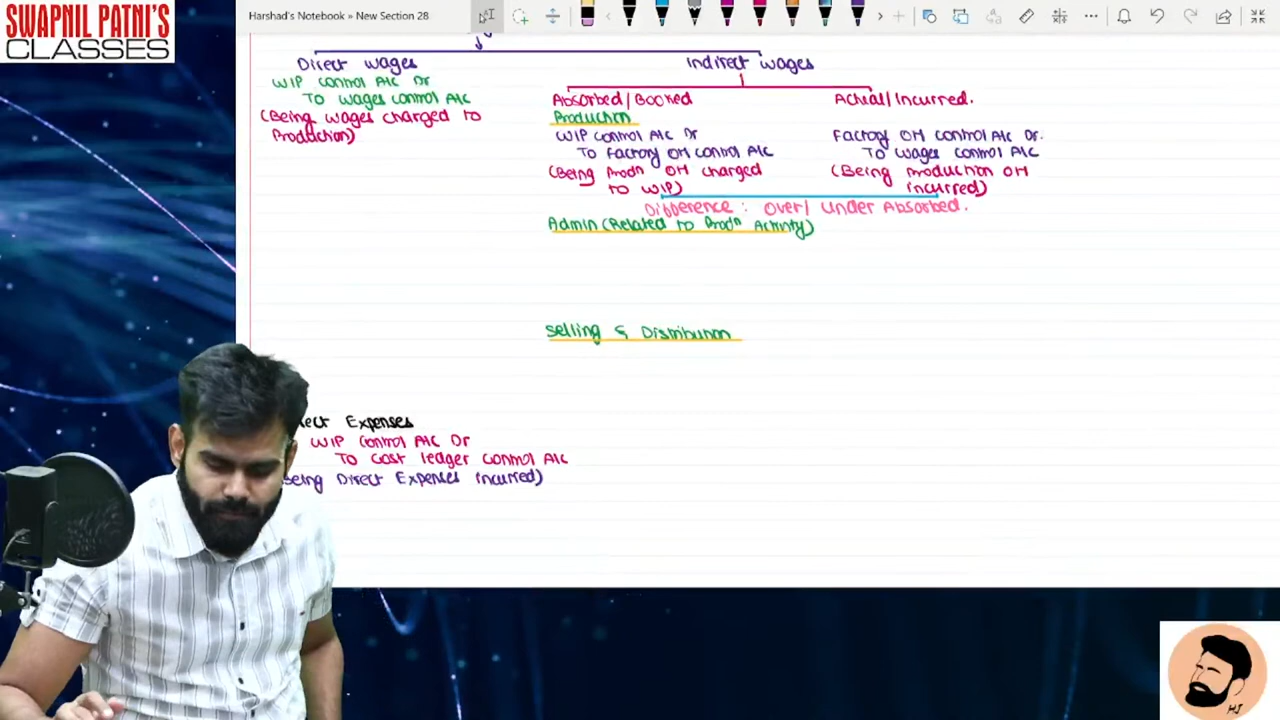 SWAPNIL PATNI'S
CLASSES
Harshad's Notebook » New Section 28
Direct wages
WIP control A/c Dr
To wages control A/c
(Being wages charged to
Production)
Indirect wages
Absorbed/Booked
Production
WIP control A/c Dr
To Factory OH control A/c
(Being Prodn OH charged
to WIP)
Actual/Incurred.
Factory OH control A/c Dr.
To wages control A/c
(Being Production OH
incurred)
Difference: Over/ Under Absorbed.
Admin (Related to Prodn Activity)
Selling & Distribution
Expenses
WIP control A/c Dr
To Cost ledger control A/c
Being Direct Expenses incurred)
HJ